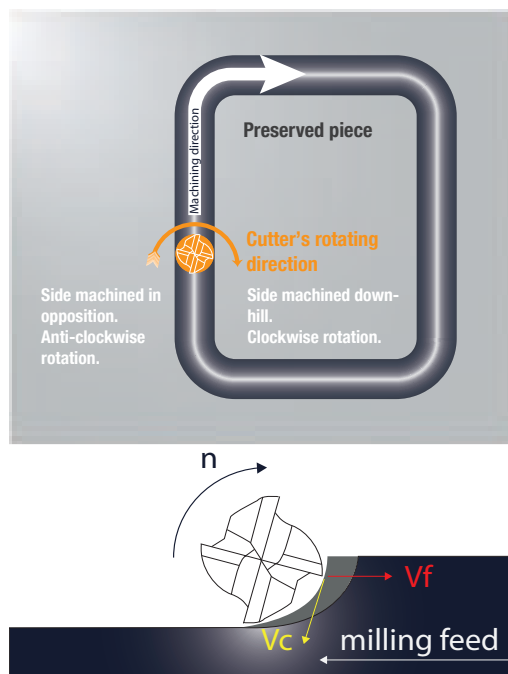 Preserved piece
Machining direction
Cutter's rotating
direction
Side machined in
opposition.
Anti-clockwise
rotation.
Side machined down-
hill.
Clockwise rotation.
n
Vf
Vc
milling feed